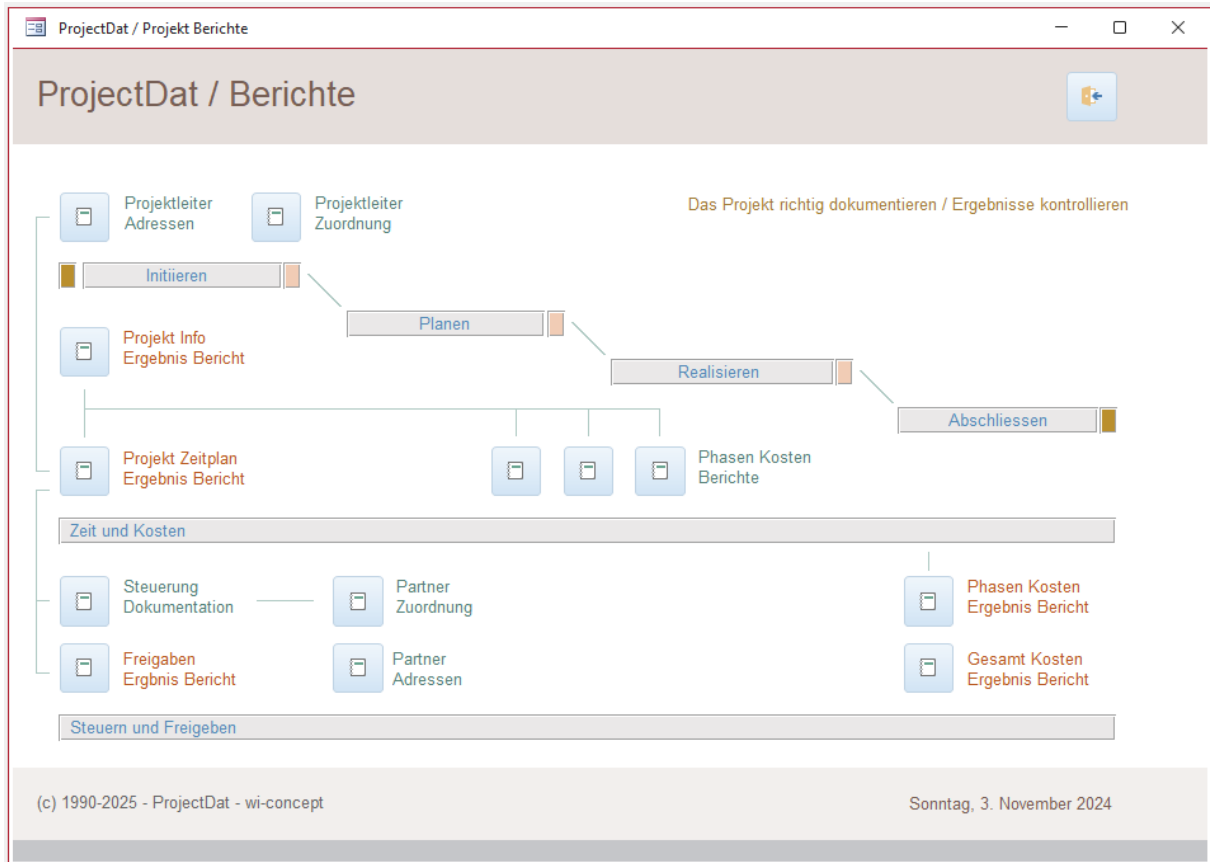 ProjectDat / Projekt Berichte
ProjectDat / Berichte
Projektleiter
Adressen
Projektleiter
Zuordnung
Das Projekt richtig dokumentieren / Ergebnisse kontrollieren
Initiieren
Planen
Projekt Info
Ergebnis Bericht
Realisieren
Abschliessen
Projekt Zeitplan
Ergebnis Bericht
Phasen Kosten
Berichte
Zeit und Kosten
Steuerung
Dokumentation
Partner
Zuordnung
Phasen Kosten
Ergebnis Bericht
Freigaben
Ergbnis Bericht
Partner
Adressen
Gesamt Kosten
Ergebnis Bericht
Steuern und Freigeben
(c) 1990-2025 - ProjectDat - wi-concept
Sonntag, 3. November 2024